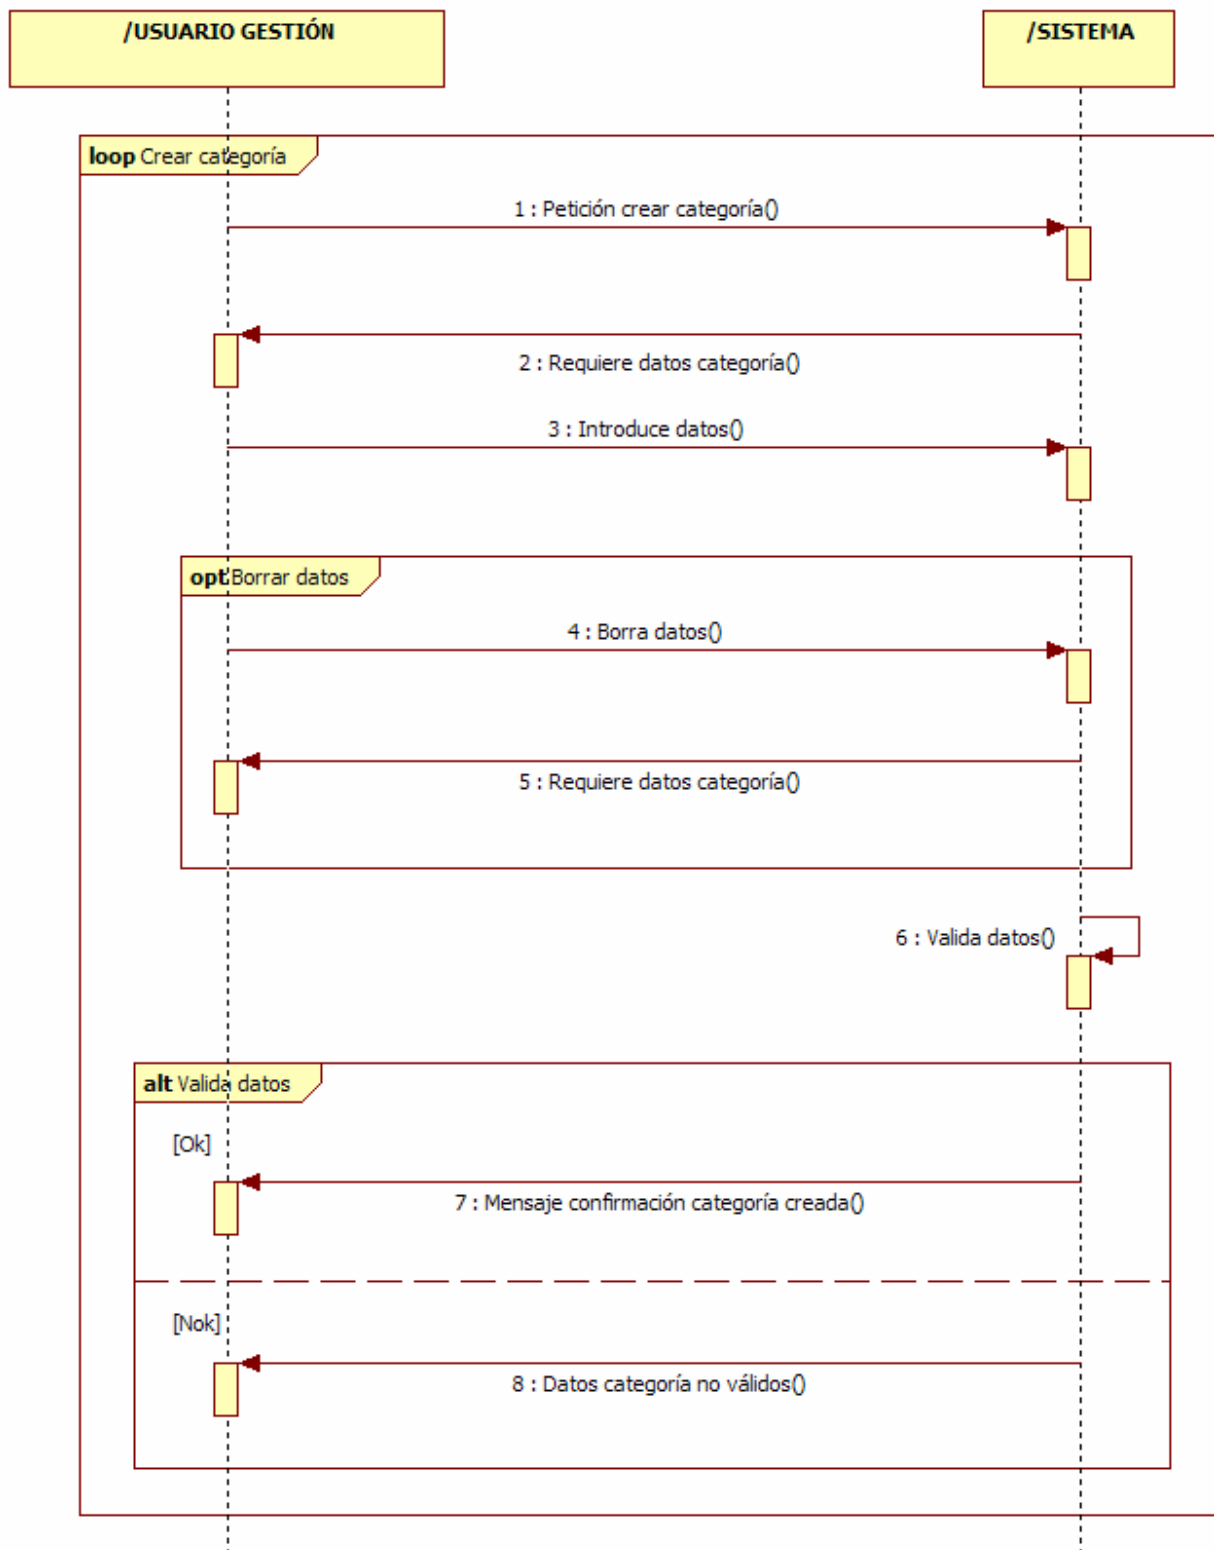 /USUARIO GESTIÓN
/SISTEMA
loop Crear categoría
1 : Petición crear categoría()
2 : Requiere datos categoría()
3 : Introduce datos()
opt Borrar datos
4 : Borra datos()
5 : Requiere datos categoría()
6 : Valida datos()
alt Valida datos
[Ok]
7 : Mensaje confirmación categoría creada()
[Nok]
8 : Datos categoría no válidos()